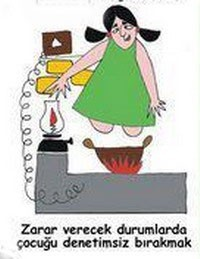 Zarar verecek durumlarda
çocuğu denetimsiz bırakmak